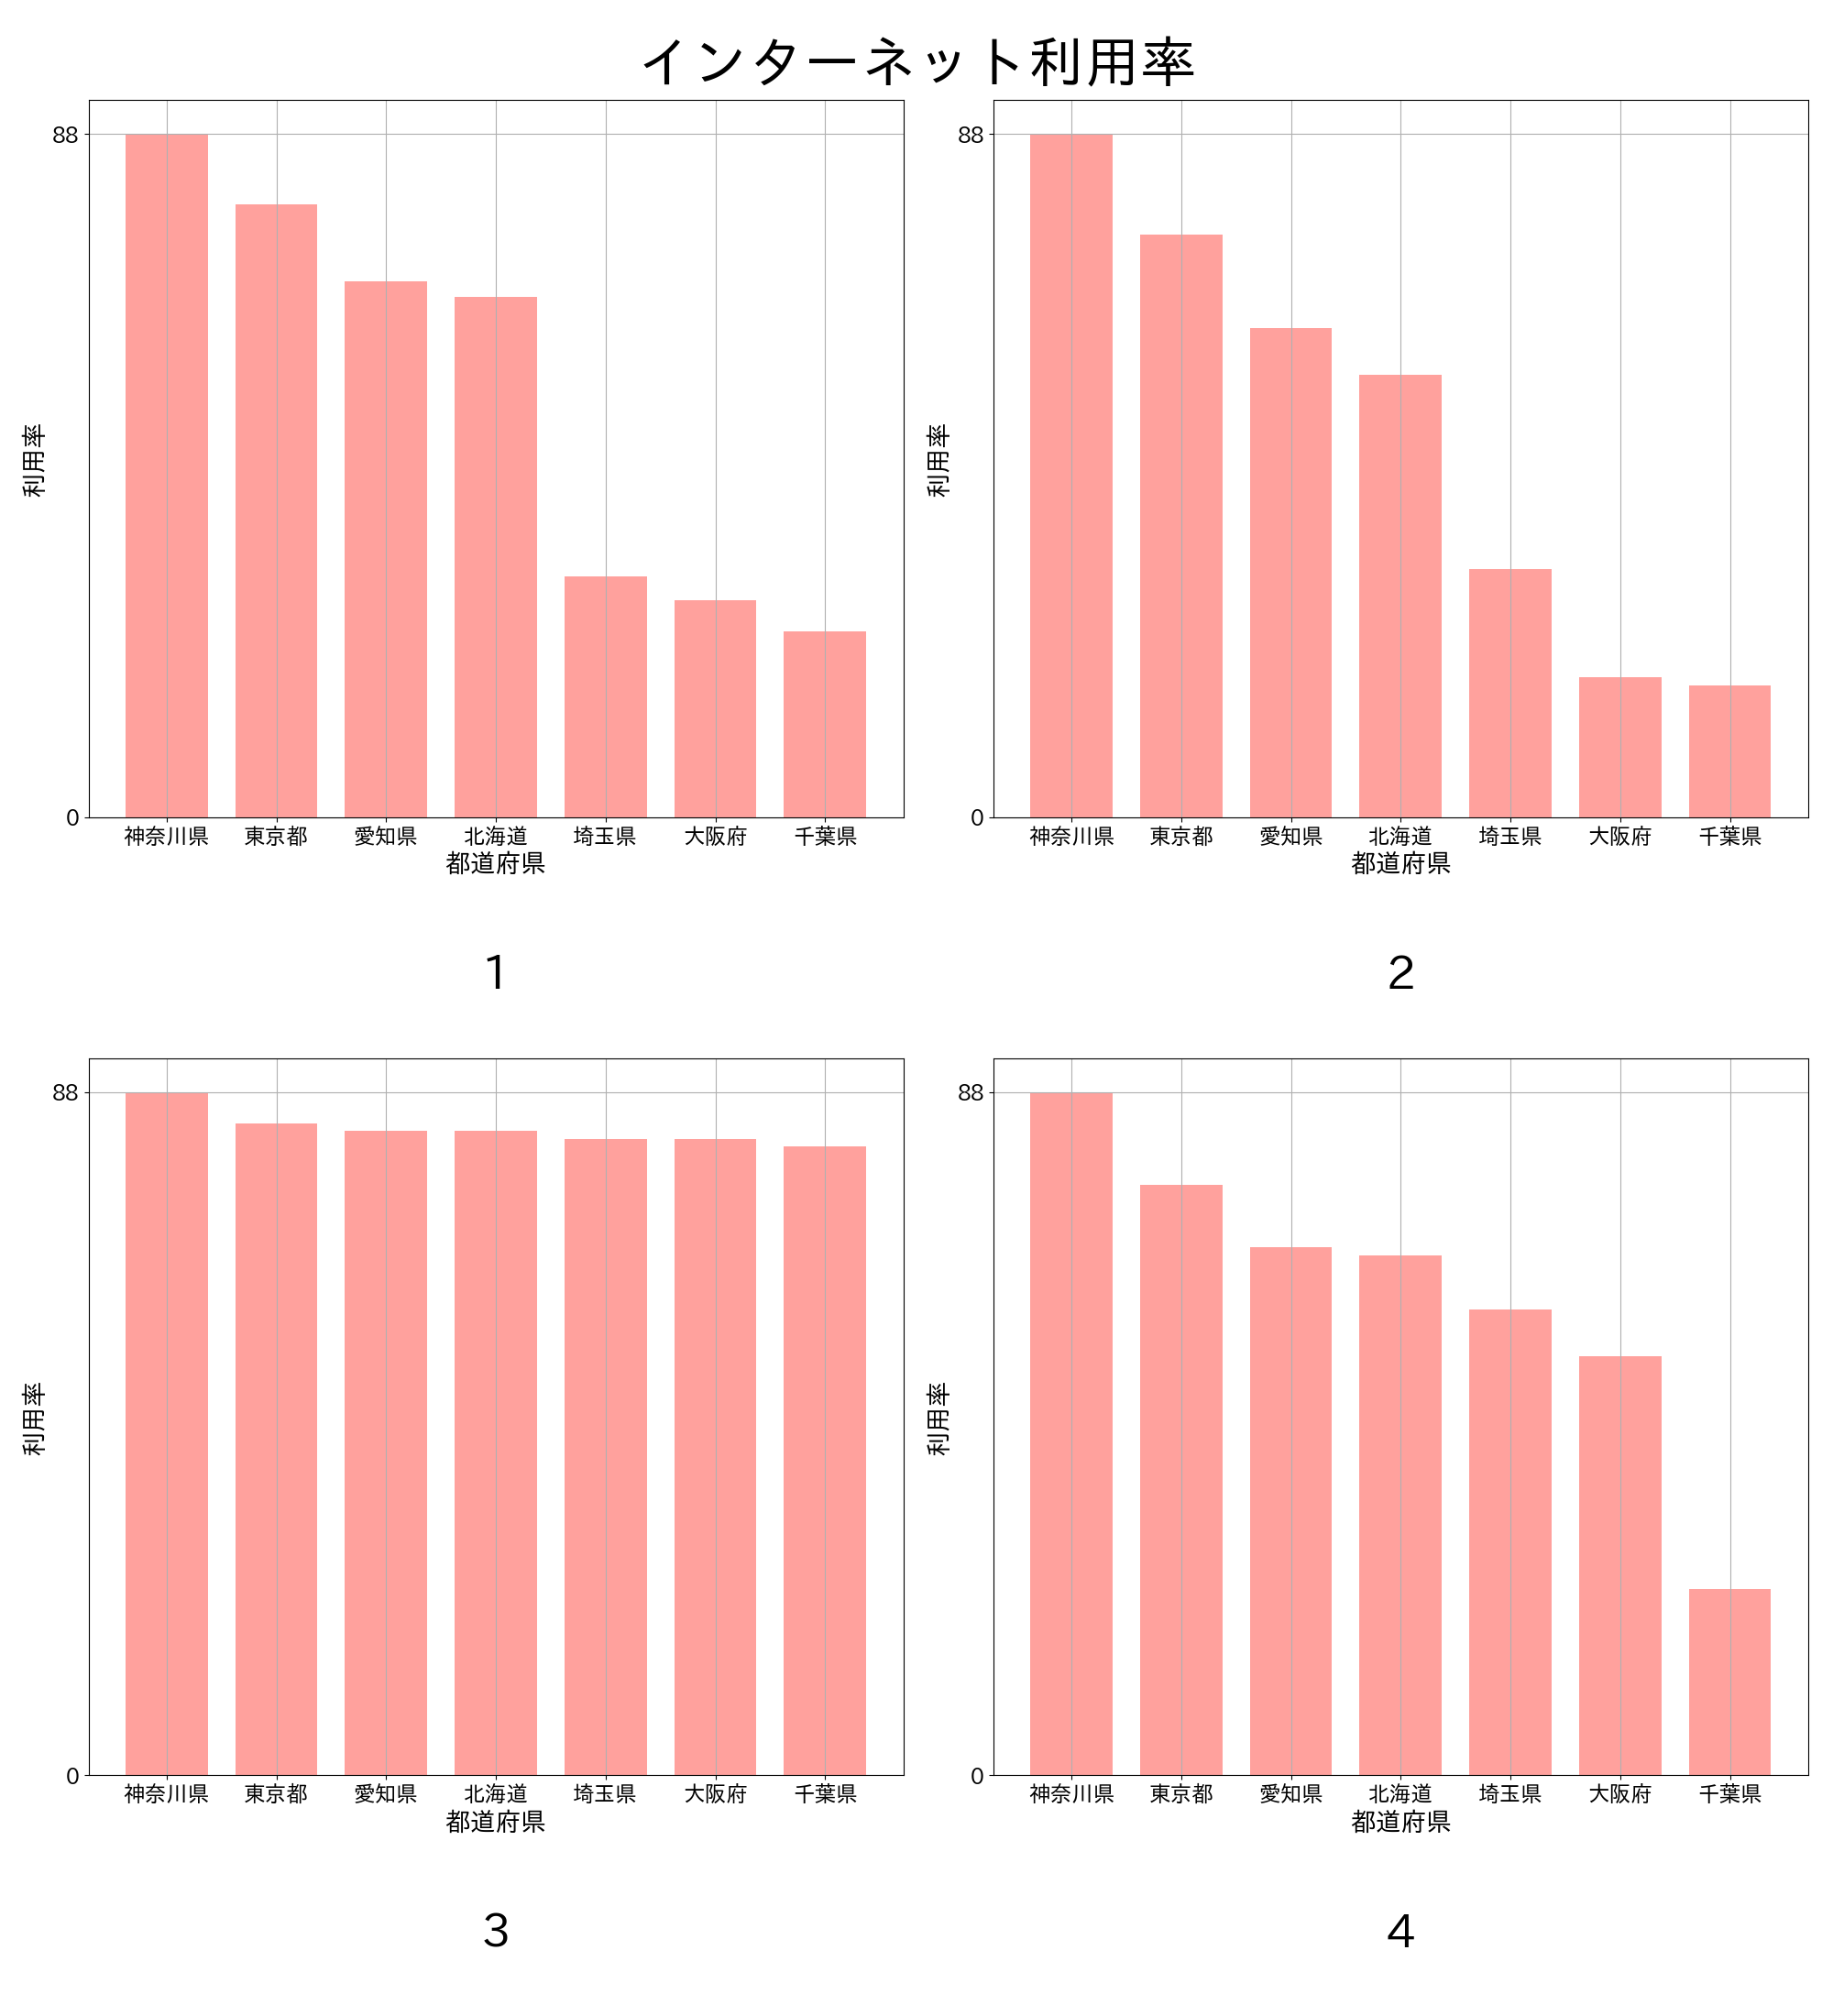 インターネット利用率
88
0
利用率
神奈川県 東京都 愛知県 北海道 埼玉県 大阪府 千葉県
都道府県
1
88
0
利用率
神奈川県 東京都 愛知県 北海道 埼玉県 大阪府 千葉県
都道府県
2
88
0
利用率
神奈川県 東京都 愛知県 北海道 埼玉県 大阪府 千葉県
都道府県
3
88
0
利用率
神奈川県 東京都 愛知県 北海道 埼玉県 大阪府 千葉県
都道府県
4